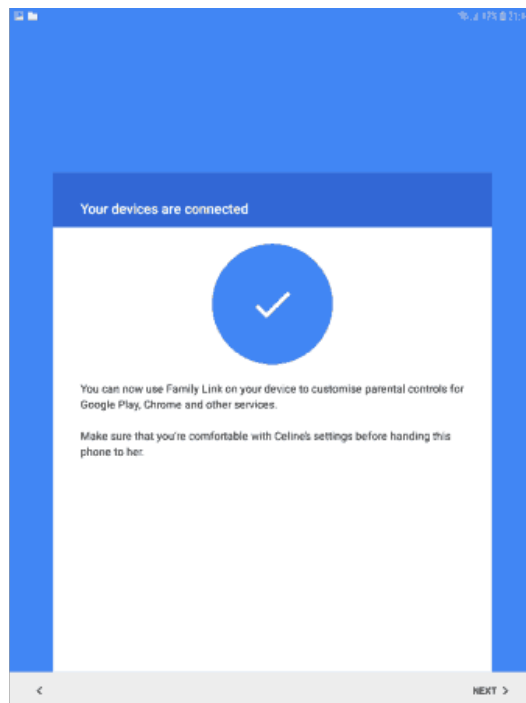 Your devices are connected
You can now use Family Link on your device to customise parental controls for
Google Play, Chrome and other services.
Make sure that you're comfortable with Celine's settings before handing this
phone to her.
NEXT